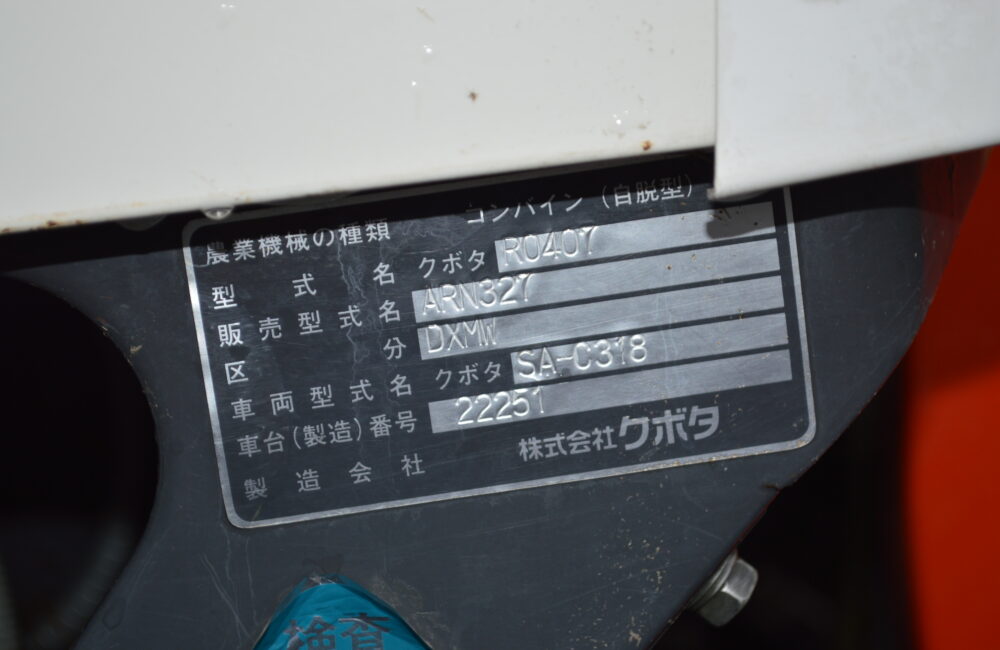 農業機械の種類 コンバイン(自脱型)
型式名 クボタ RO407
販売型式名 ARN327
区分 DXMW
車両型式名 クボタ SA-C318
車台(製造)番号 22251
製造会社 株式会社クボタ
検査